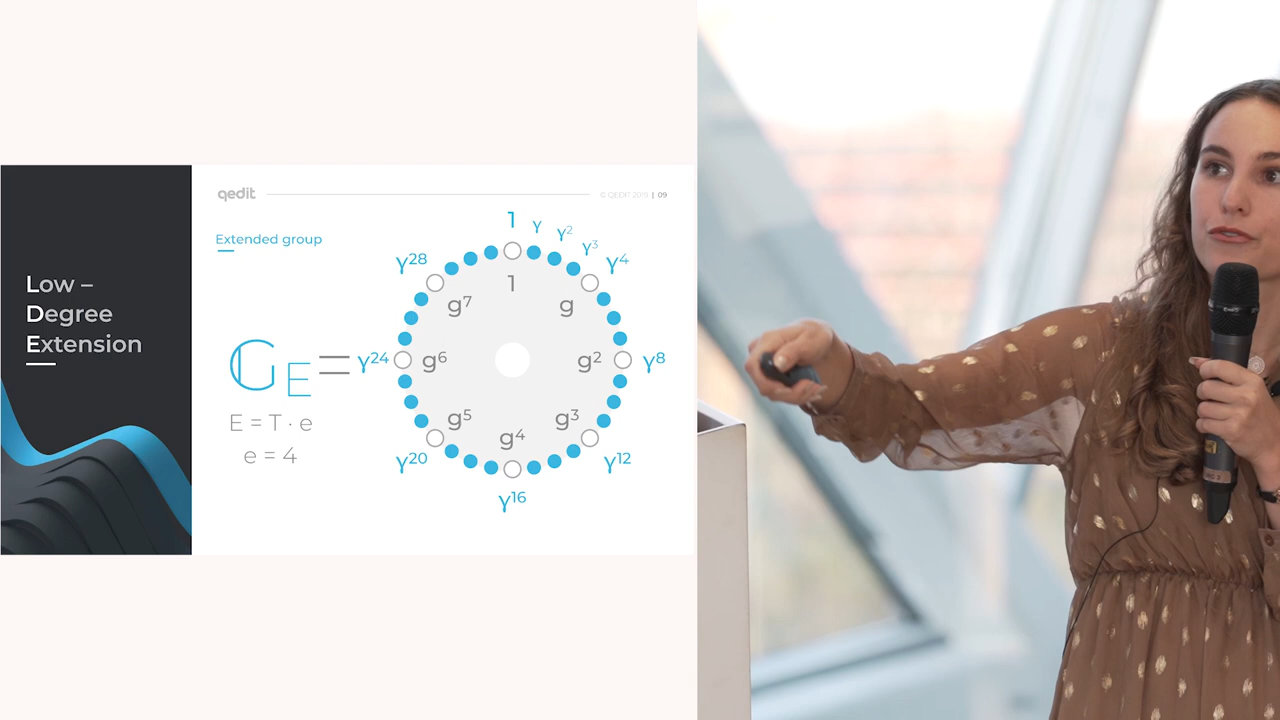 Low –
Degree
Extension
qedit
© QEDIT 2019 | 09
Extended group
G_E =
E = T · e
e = 4
1
γ
γ²
γ³
γ⁴
γ⁸
γ¹²
γ¹⁶
γ²⁰
γ²⁴
γ²⁸
1
g
g²
g³
g⁴
g⁵
g⁶
g⁷